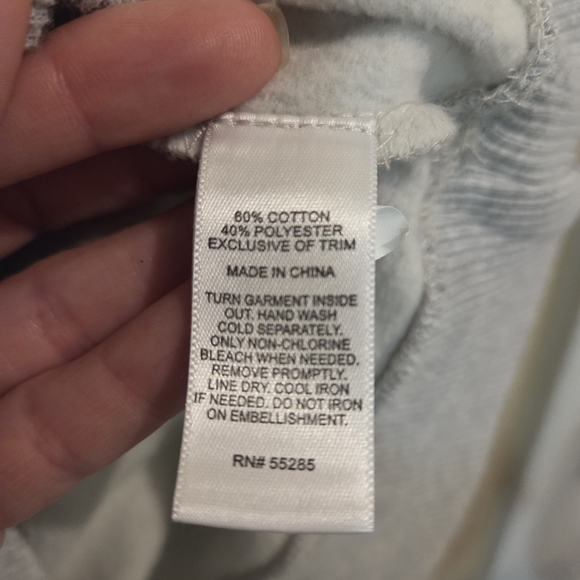 60% COTTON
40% POLYESTER
EXCLUSIVE OF TRIM
MADE IN CHINA
TURN GARMENT INSIDE
OUT. HAND WASH
COLD SEPARATELY.
ONLY NON-CHLORINE
BLEACH WHEN NEEDED.
REMOVE PROMPTLY.
LINE DRY. COOL IRON
IF NEEDED. DO NOT IRON
ON EMBELLISHMENT.
RN# 55285